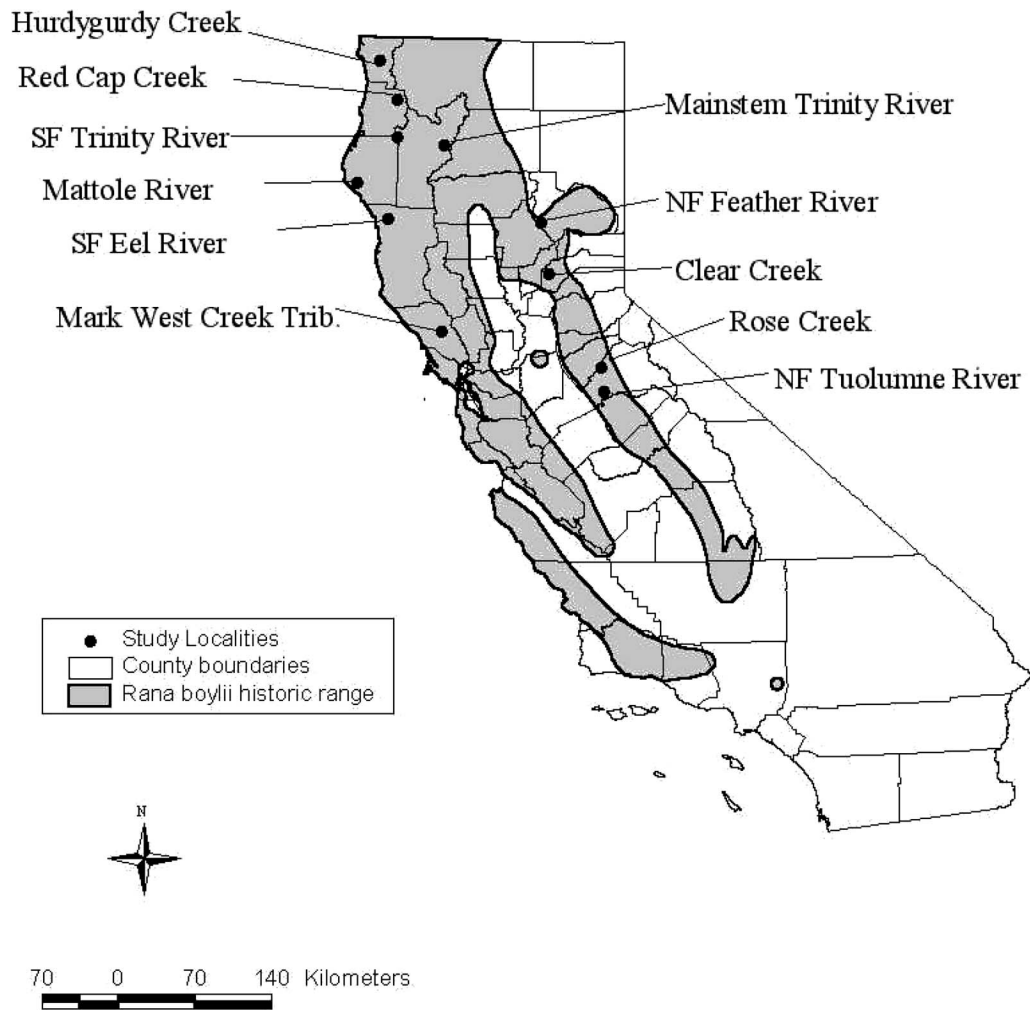 Hurdygurdy Creek
Red Cap Creek
SF Trinity River
Mattole River
SF Eel River
Mark West Creek Trib.
Mainstem Trinity River
NF Feather River
Clear Creek
Rose Creek
NF Tuolumne River
Study Localities
County boundaries
Rana boylii historic range
N
70 0 70 140 Kilometers